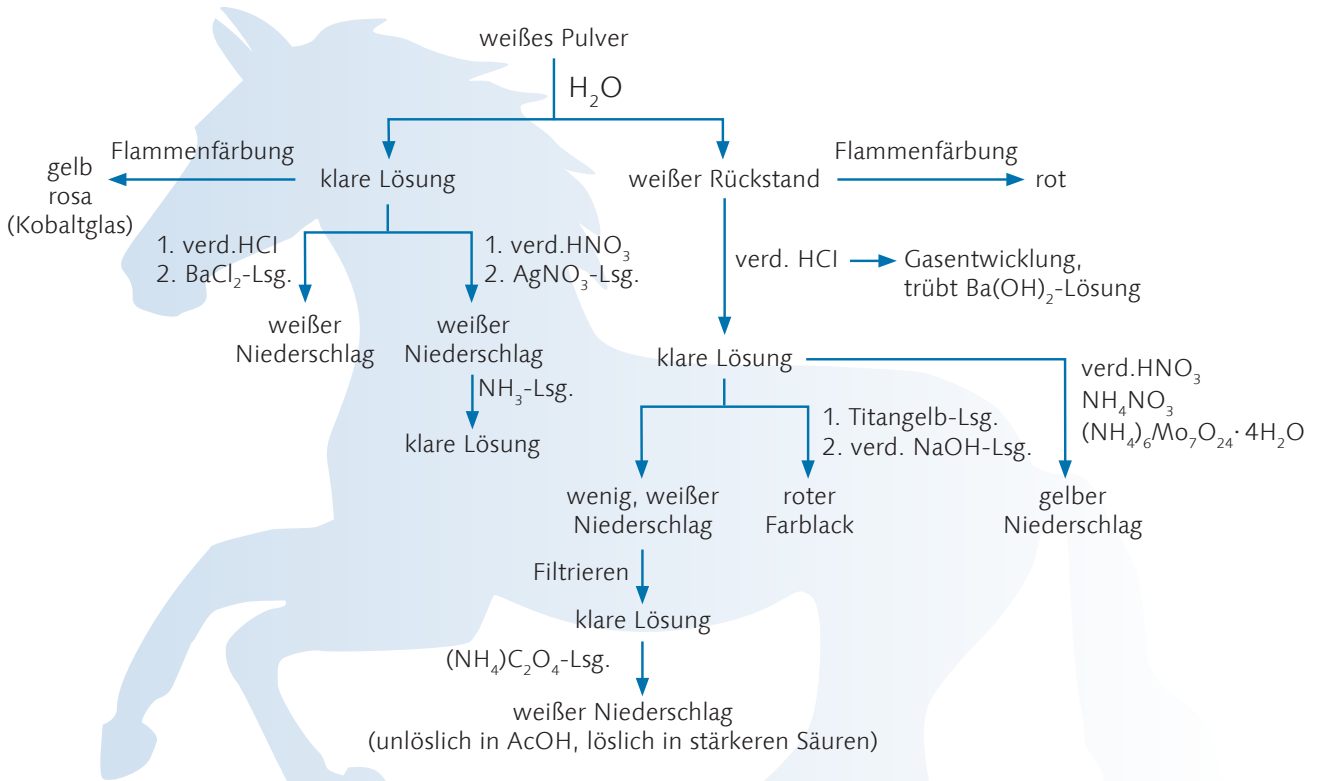 weißes Pulver
H₂O
Flammenfärbung
gelb
rosa
(Kobaltglas)
klare Lösung
weißer Rückstand
Flammenfärbung
rot
1. verd.HCl
2. BaCl₂-Lsg.
1. verd.HNO₃
2. AgNO₃-Lsg.
verd. HCl
Gasentwicklung,
trübt Ba(OH)₂-Lösung
weißer
Niederschlag
weißer
Niederschlag
NH₃-Lsg.
klare Lösung
klare Lösung
verd.HNO₃
NH₄NO₃
(NH₄)₆Mo₇O₂₄·4H₂O
1. Titangelb-Lsg.
2. verd. NaOH-Lsg.
wenig, weißer
Niederschlag
roter
Farblack
gelber
Niederschlag
Filtrieren
klare Lösung
(NH₄)C₂O₄-Lsg.
weißer Niederschlag
(unlöslich in AcOH, löslich in stärkeren Säuren)